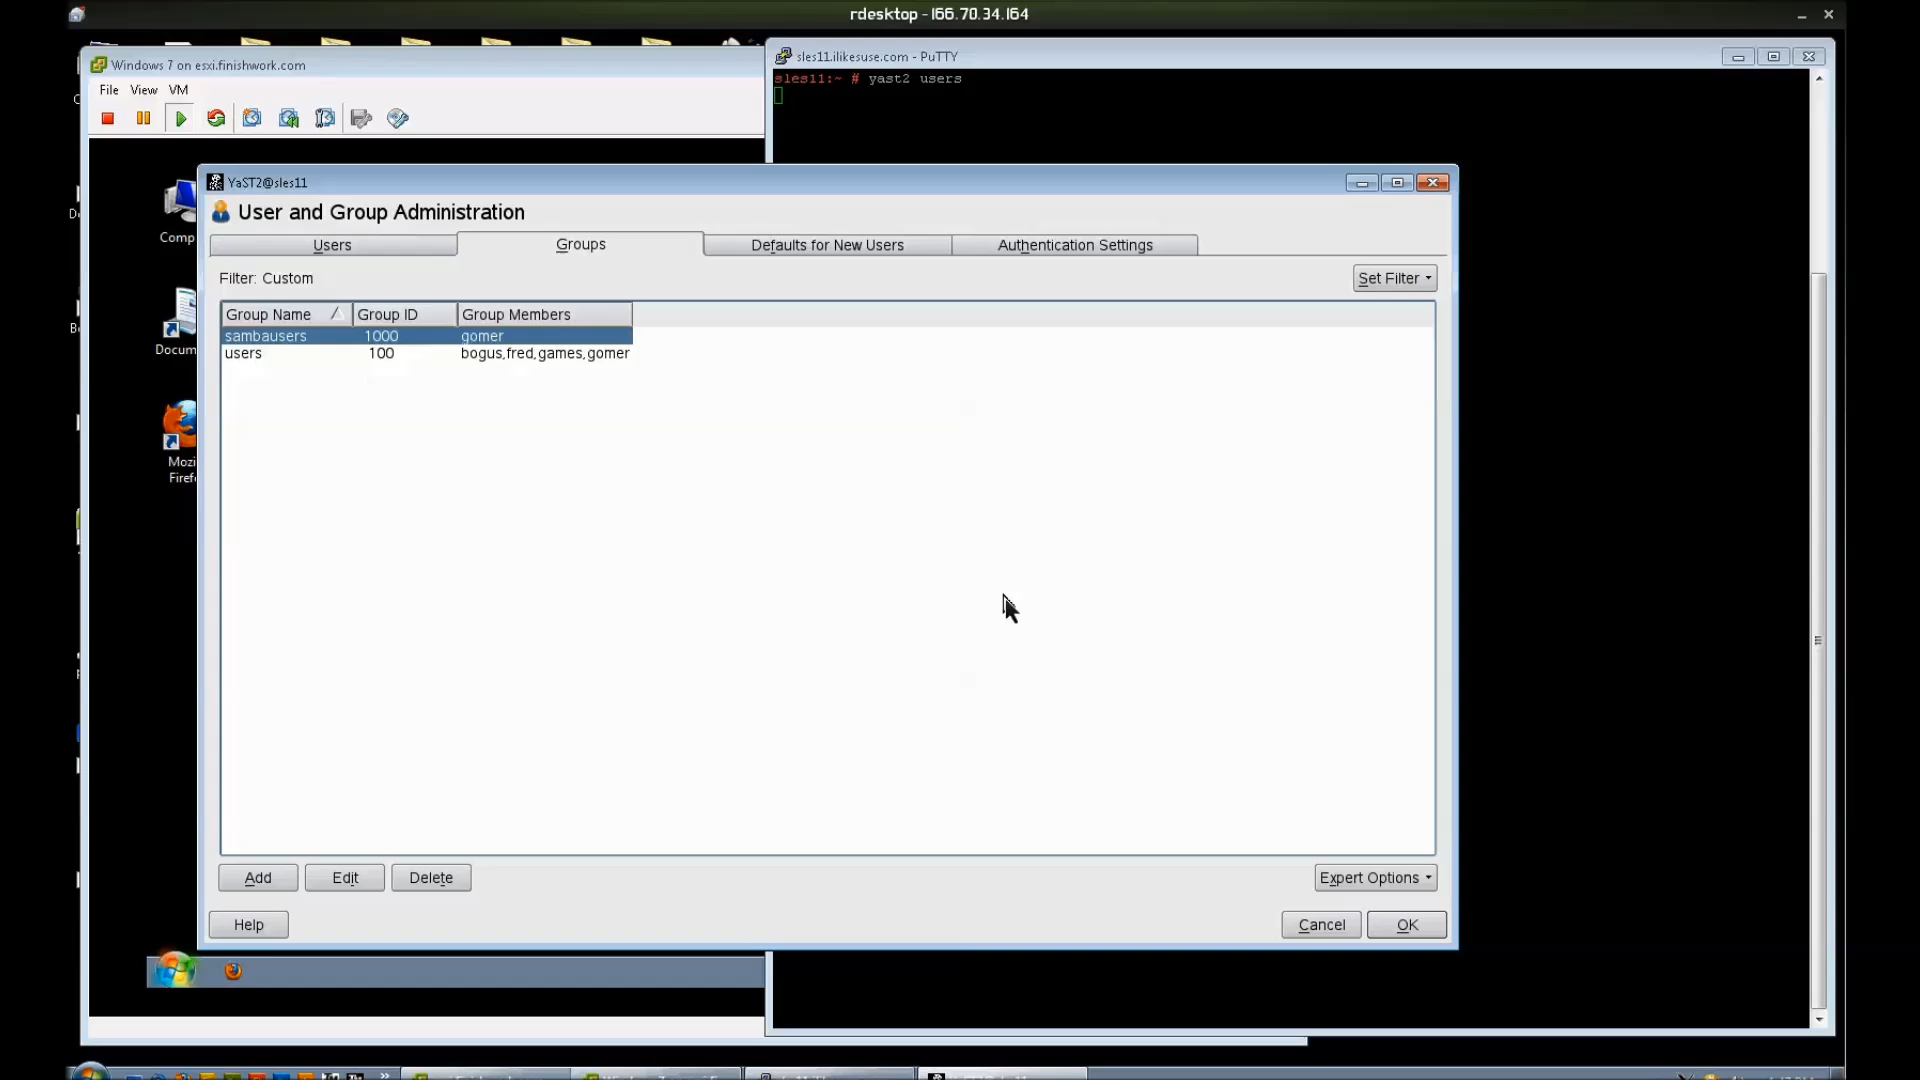 rdesktop - 166.70.34.164
Windows 7 on esxi.finishwork.com
sles11.ilikesuse.com - PuTTY
File View VM
sles11:~ # yast2 users
YaST2@sles11
User and Group Administration
Users Groups Defaults for New Users Authentication Settings
Filter: Custom
Set Filter
Group Name Group ID Group Members
sambausers 1000 gomer
users 100 bogus,fred,games,gomer
Comp
Docum
Mozi
Firef
Add Edit Delete
Expert Options
Help
Cancel OK